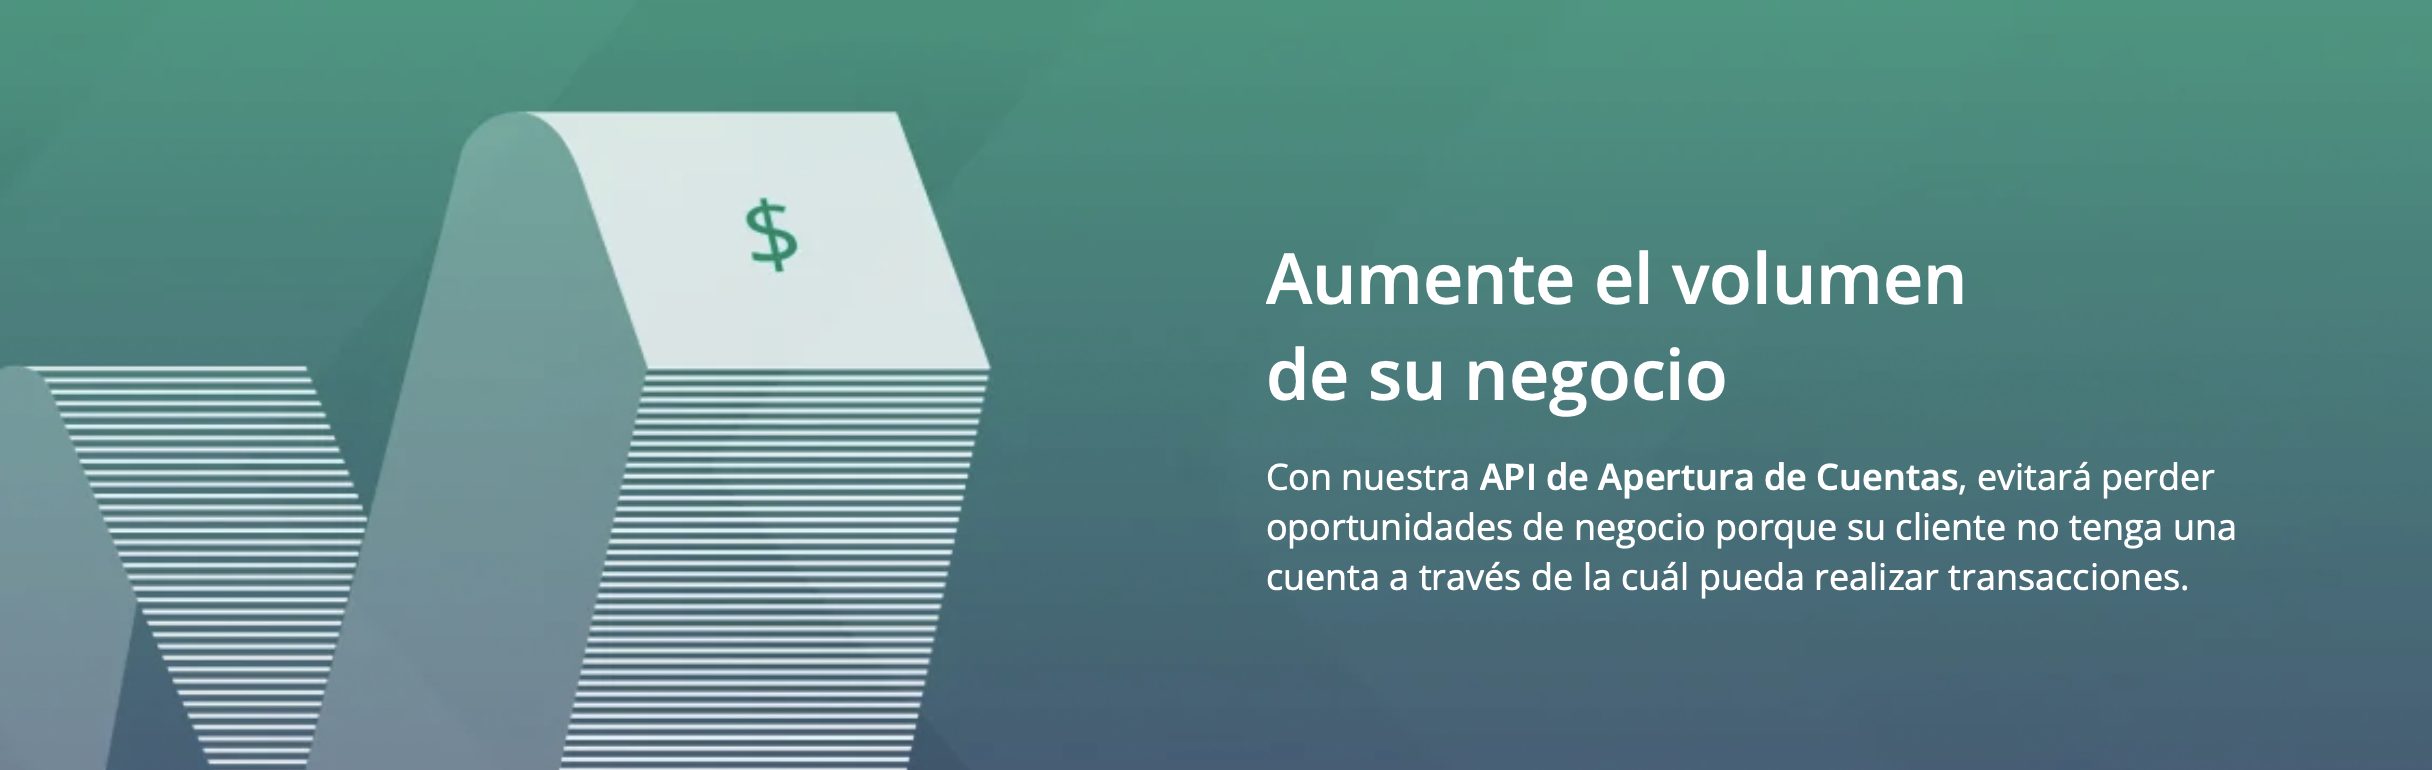 $
Aumente el volumen
de su negocio
Con nuestra API de Apertura de Cuentas, evitará perder
oportunidades de negocio porque su cliente no tenga una
cuenta a través de la cuál pueda realizar transacciones.